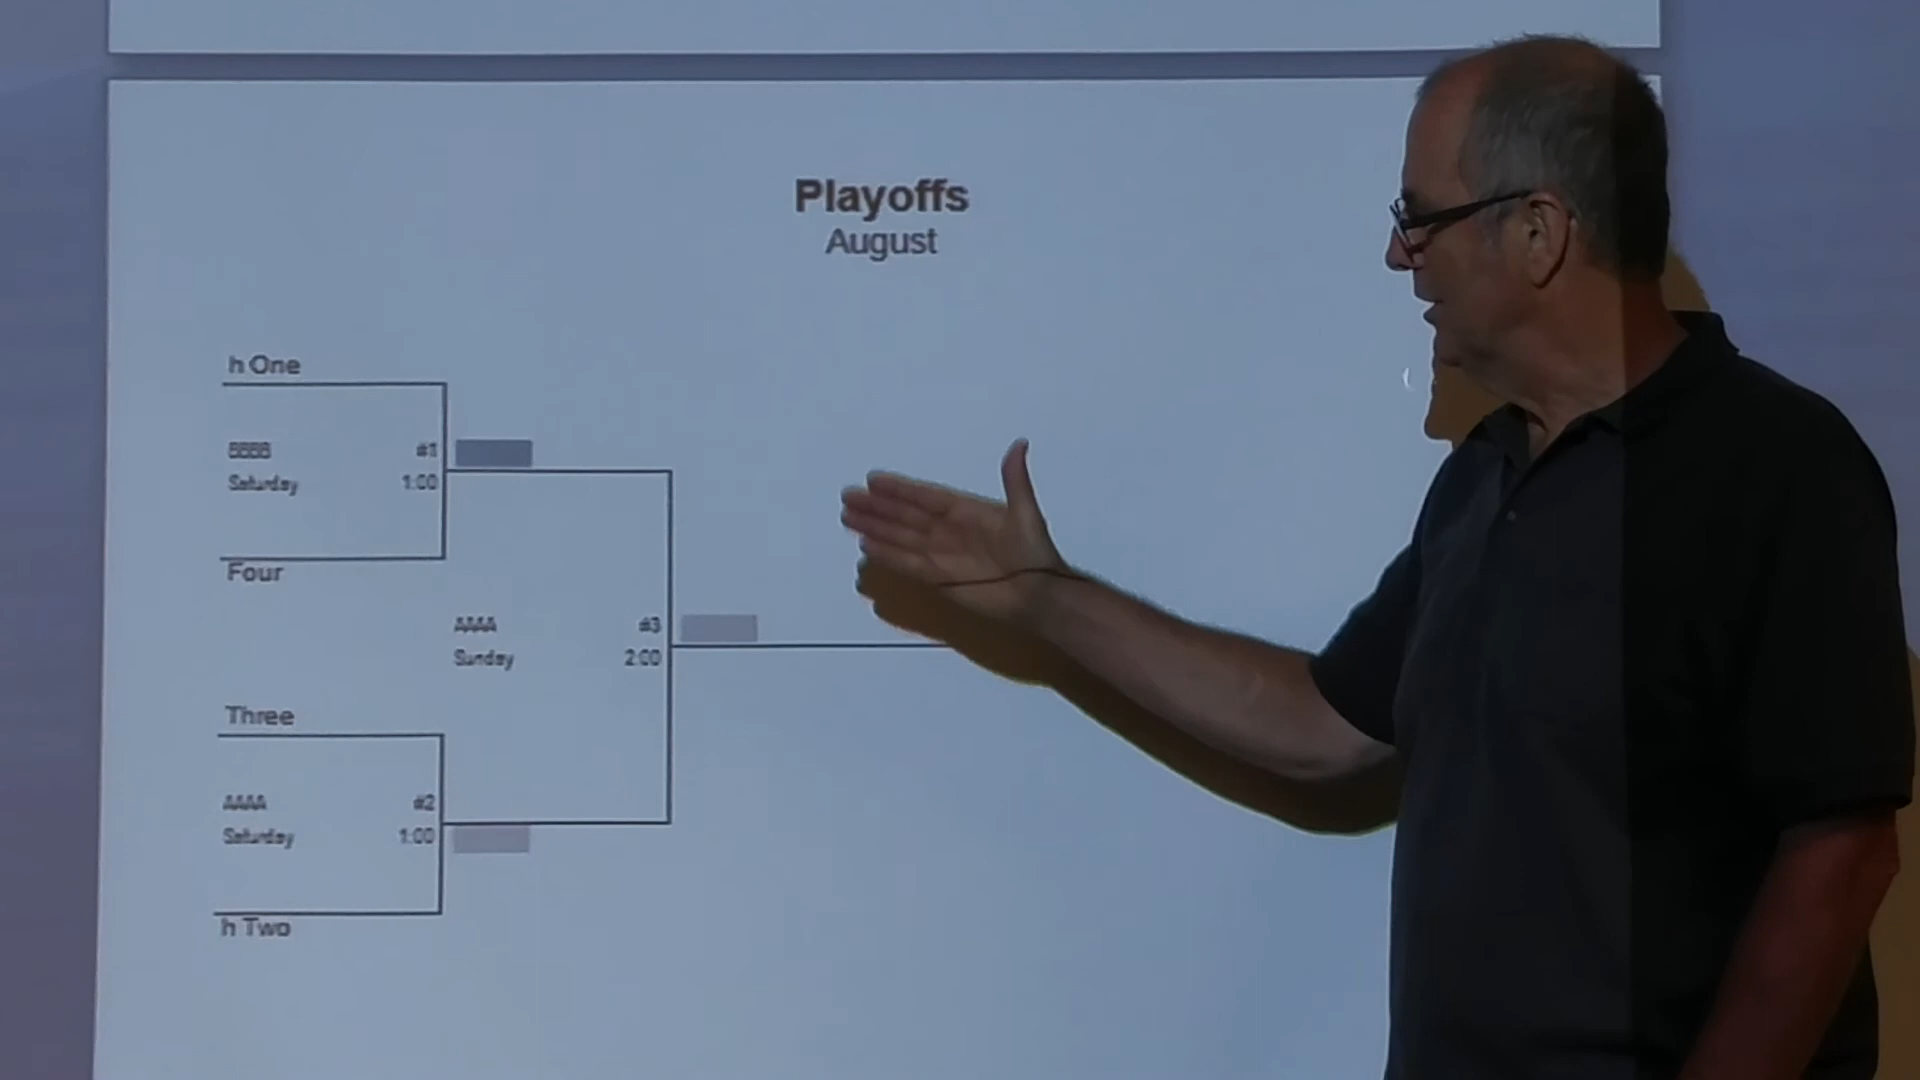 Playoffs
August
h One
BBBB #1
Saturday 1:00
Four
AAAA #3
Sunday 2:00
Three
AAAA #2
Saturday 1:00
h Two